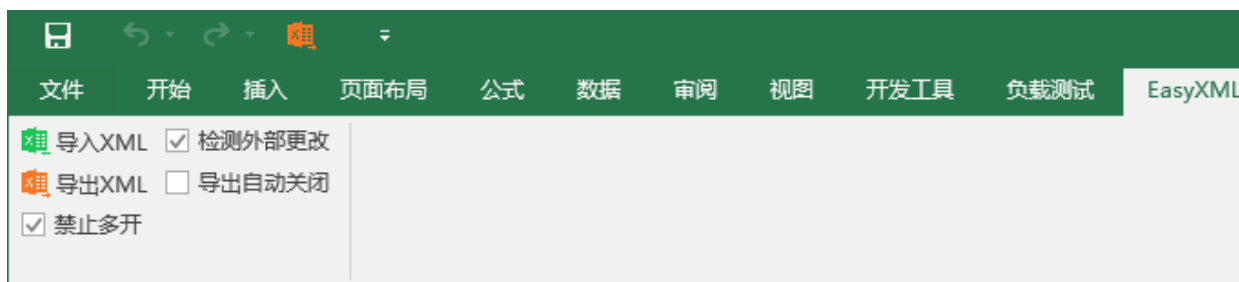 文件 开始 插入 页面布局 公式 数据 审阅 视图 开发工具 负载测试 EasyXML
导入XML 检测外部更改
导出XML 导出自动关闭
禁止多开